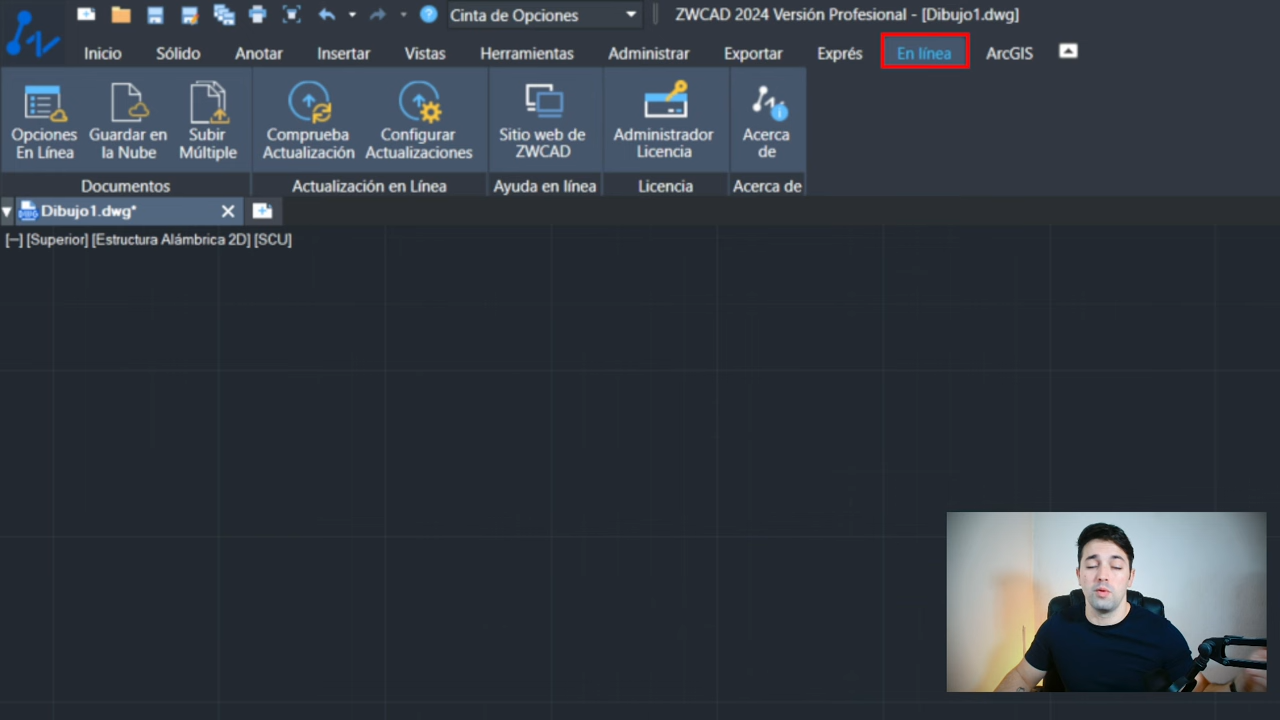 Cinta de Opciones
ZWCAD 2024 Versión Profesional - [Dibujo1.dwg]
Inicio Sólido Anotar Insertar Vistas Herramientas Administrar Exportar Exprés En línea ArcGIS
Opciones En Línea
Guardar en la Nube
Subir Múltiple
Comprueba Actualización
Configurar Actualizaciones
Sitio web de ZWCAD
Administrador Licencia
Acerca de
Documentos Actualización en Línea Ayuda en línea Licencia Acerca de
Dibujo1.dwg*
[−] [Superior] [Estructura Alámbrica 2D] [SCU]